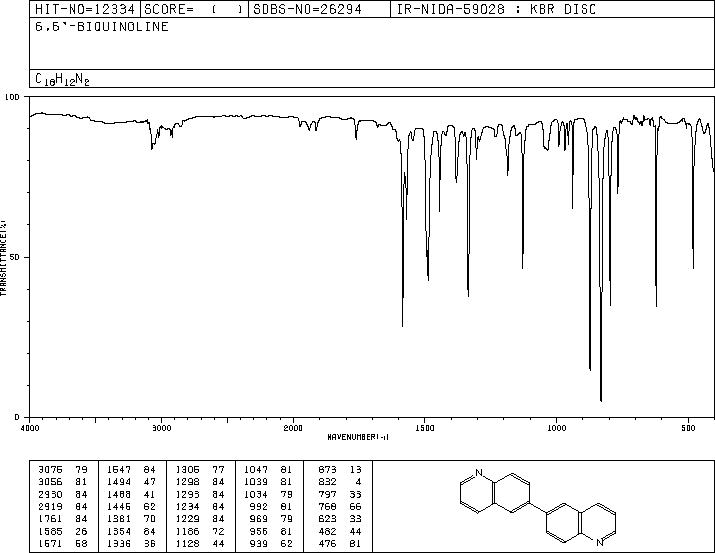 HIT-NO=12334 SCORE= ( ) SDBS-NO=26294 IR-NIDA-59028 : KBR DISC
6,6'-BIQUINOLINE
C18H12N2
100
50
0
TRANSMITTANCE(%)
4000 3000 2000 1500 1000 500
WAVENUMBER(-1)
3076 79 1547 84 1306 77 1047 81 873 13
3056 81 1494 47 1298 84 1039 81 832 4
2930 84 1488 41 1293 84 1034 79 797 33
2919 84 1446 62 1234 84 992 81 768 66
1761 84 1381 70 1229 84 969 79 623 33
1585 26 1354 84 1186 72 956 81 482 44
1571 58 1336 36 1128 44 939 62 476 81
N
N